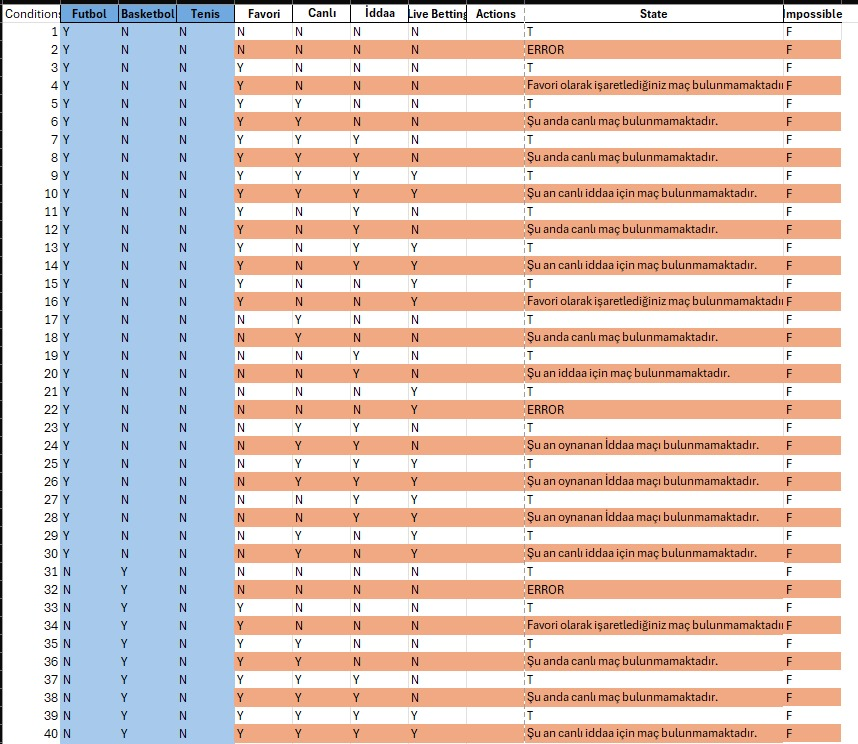 Condition Futbol Basketbol Tenis Favori Canlı İddaa Live Betting Actions State Impossible
1 Y N N N N N N T F
2 Y N N N N N N ERROR F
3 Y N N Y N N N T F
4 Y N N Y N N N Favori olarak işaretlediğiniz maç bulunmamaktadı F
5 Y N N Y Y N N T F
6 Y N N Y Y N N Şu anda canlı maç bulunmamaktadır. F
7 Y N N Y Y Y N T F
8 Y N N Y Y Y N Şu anda canlı maç bulunmamaktadır. F
9 Y N N Y Y Y Y T F
10 Y N N Y Y Y Y Şu an canlı iddaa için maç bulunmamaktadır. F
11 Y N N Y N Y N T F
12 Y N N Y N Y N Şu anda canlı maç bulunmamaktadır. F
13 Y N N Y N Y Y T F
14 Y N N Y N Y Y Şu an canlı iddaa için maç bulunmamaktadır. F
15 Y N N Y N N Y T F
16 Y N N Y N N Y Favori olarak işaretlediğiniz maç bulunmamaktadı F
17 Y N N N Y N N T F
18 Y N N N Y N N Şu anda canlı maç bulunmamaktadır. F
19 Y N N N N Y N T F
20 Y N N N N Y N Şu an iddaa için maç bulunmamaktadır. F
21 Y N N N N N Y T F
22 Y N N N N N Y ERROR F
23 Y N N N Y Y N T F
24 Y N N N Y Y N Şu an oynanan İddaa maçı bulunmamaktadır. F
25 Y N N N Y Y Y T F
26 Y N N N Y Y Y Şu an oynanan İddaa maçı bulunmamaktadır. F
27 Y N N N N Y Y T F
28 Y N N N N Y Y Şu an oynanan İddaa maçı bulunmamaktadır. F
29 Y N N N Y N Y T F
30 Y N N N Y N Y Şu an canlı iddaa için maç bulunmamaktadır. F
31 N Y N N N N N T F
32 N Y N N N N N ERROR F
33 N Y N Y N N N T F
34 N Y N Y N N N Favori olarak işaretlediğiniz maç bulunmamaktadı F
35 N Y N Y Y N N T F
36 N Y N Y Y N N Şu anda canlı maç bulunmamaktadır. F
37 N Y N Y Y Y N T F
38 N Y N Y Y Y N Şu anda canlı maç bulunmamaktadır. F
39 N Y N Y Y Y Y T F
40 N Y N Y Y Y Y Şu an canlı iddaa için maç bulunmamaktadır. F